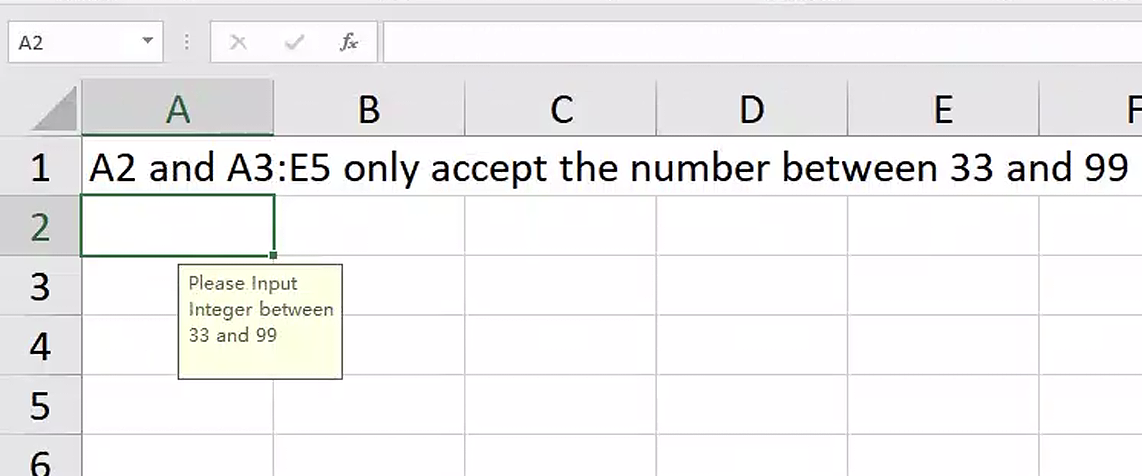 A2
fx
A B C D E F
1 A2 and A3:E5 only accept the number between 33 and 99
2
Please Input
3
Integer between
33 and 99
4
5
6